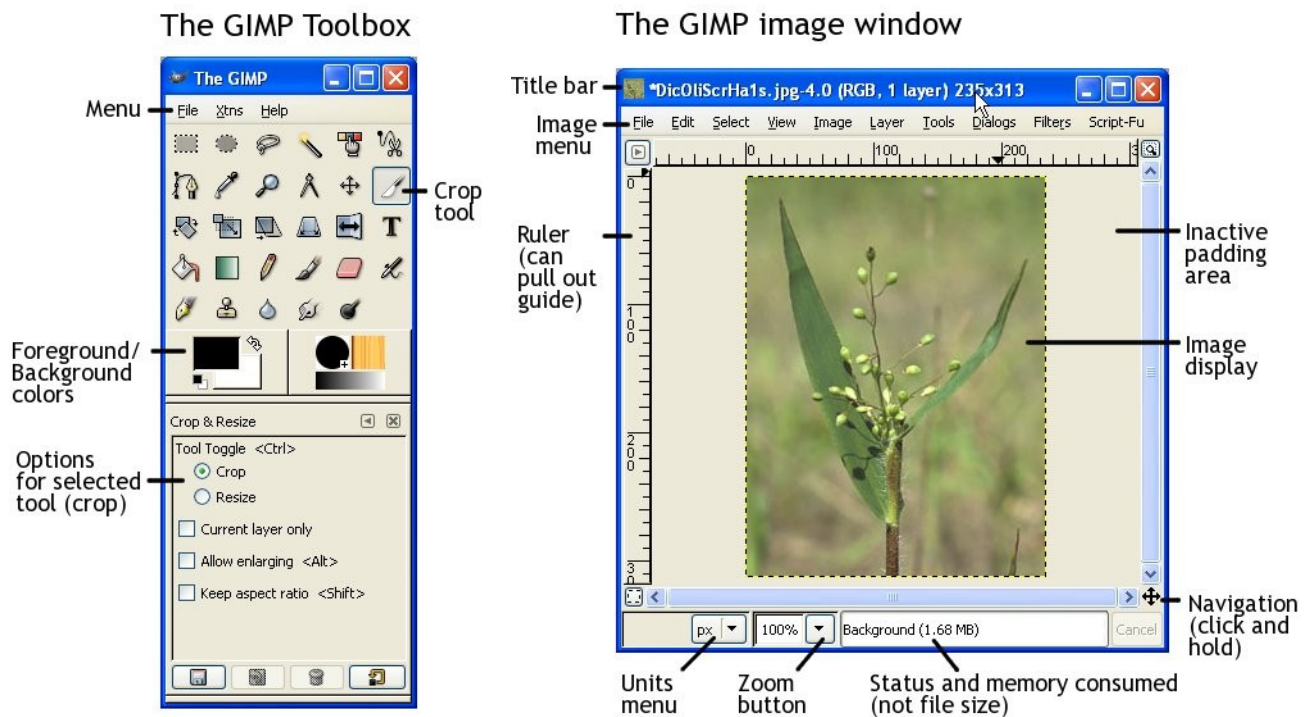 The GIMP Toolbox
The GIMP
Menu
File Xtns Help
Crop
tool
Foreground/
Background
colors
Crop & Resize
Tool Toggle <Ctrl>
Crop
Resize
Options
for selected
tool (crop)
Current layer only
Allow enlarging <Alt>
Keep aspect ratio <Shift>
The GIMP image window
Title bar
*DicOliScrHa1s.jpg-4.0 (RGB, 1 layer) 235x313
Image
menu
File Edit Select View Image Layer Tools Dialogs Filters Script-Fu
0 100 200 3
0
100
200
30
Ruler
(can
pull out
guide)
Inactive
padding
area
Image
display
Navigation
(click and
hold)
px 100% Background (1.68 MB) Cancel
Units
menu
Zoom
button
Status and memory consumed
(not file size)